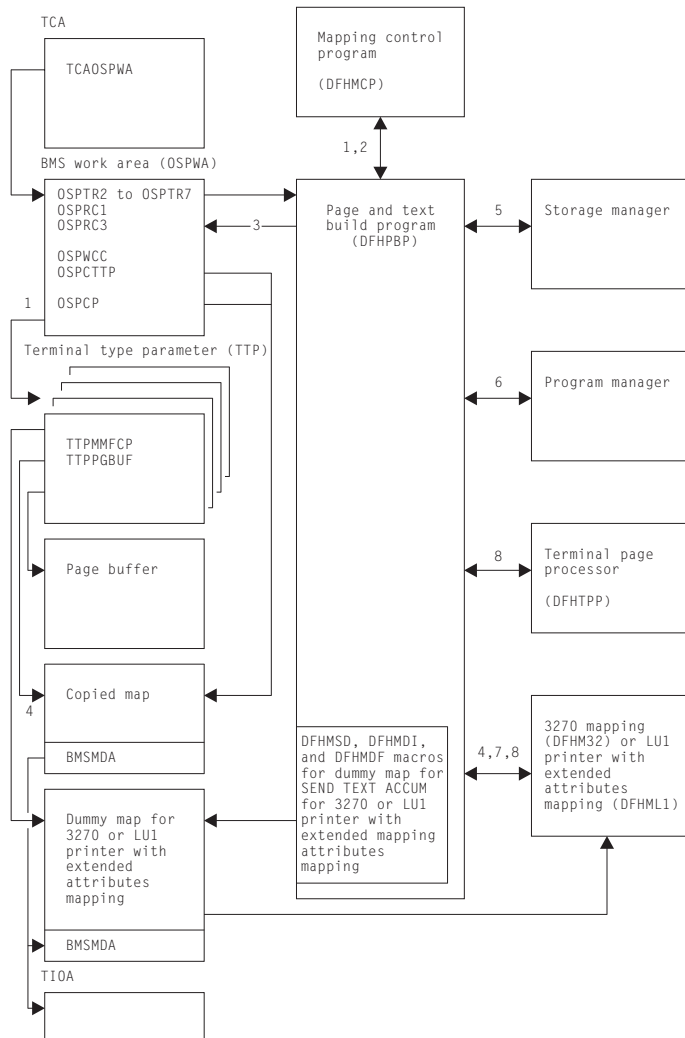 TCA
TCAOSPWA
Mapping control
program
(DFHMCP)
1,2
BMS work area (OSPWA)
OSPTR2 to OSPTR7
OSPRC1
OSPRC3
OSPWCC
OSPCTTP
OSPCP
3
1
Page and text
build program
(DFHPBP)
5
Storage manager
Terminal type parameter (TTP)
TTPMMFCP
TTPPGBUF
6
Program manager
Page buffer
8
Terminal page
processor
(DFHTPP)
Copied map
4
BMSMDA
DFHMSD, DFHMDI,
and DFHMDF macros
for dummy map for
SEND TEXT ACCUM
for 3270 or LU1
printer with
extended mapping
attributes
mapping
4,7,8
3270 mapping
(DFHM32) or LU1
printer with
extended
attributes
mapping (DFHML1)
Dummy map for
3270 or LU1
printer with
extended
attributes
mapping
BMSMDA
TIOA